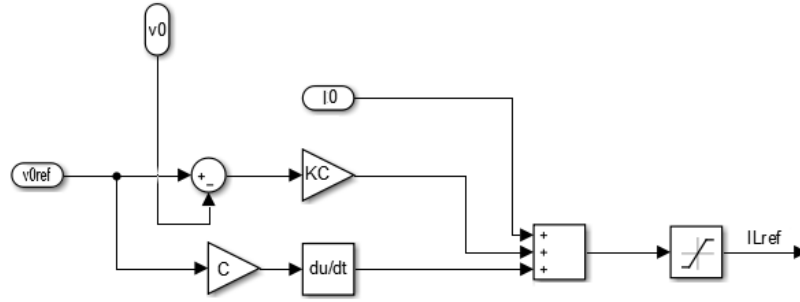 v0
I0
v0ref
+
−
KC
C
du/dt
+
+
+
ILref